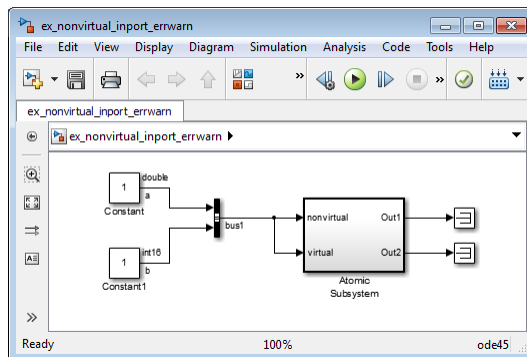 ex_nonvirtual_inport_errwarn
File Edit View Display Diagram Simulation Analysis Code Tools Help
»
»
ex_nonvirtual_inport_errwarn
ex_nonvirtual_inport_errwarn
1
double
a
Constant
bus1
1
int16
b
Constant1
nonvirtual
Out1
virtual
Out2
Atomic
Subsystem
A
»
Ready 100% ode45